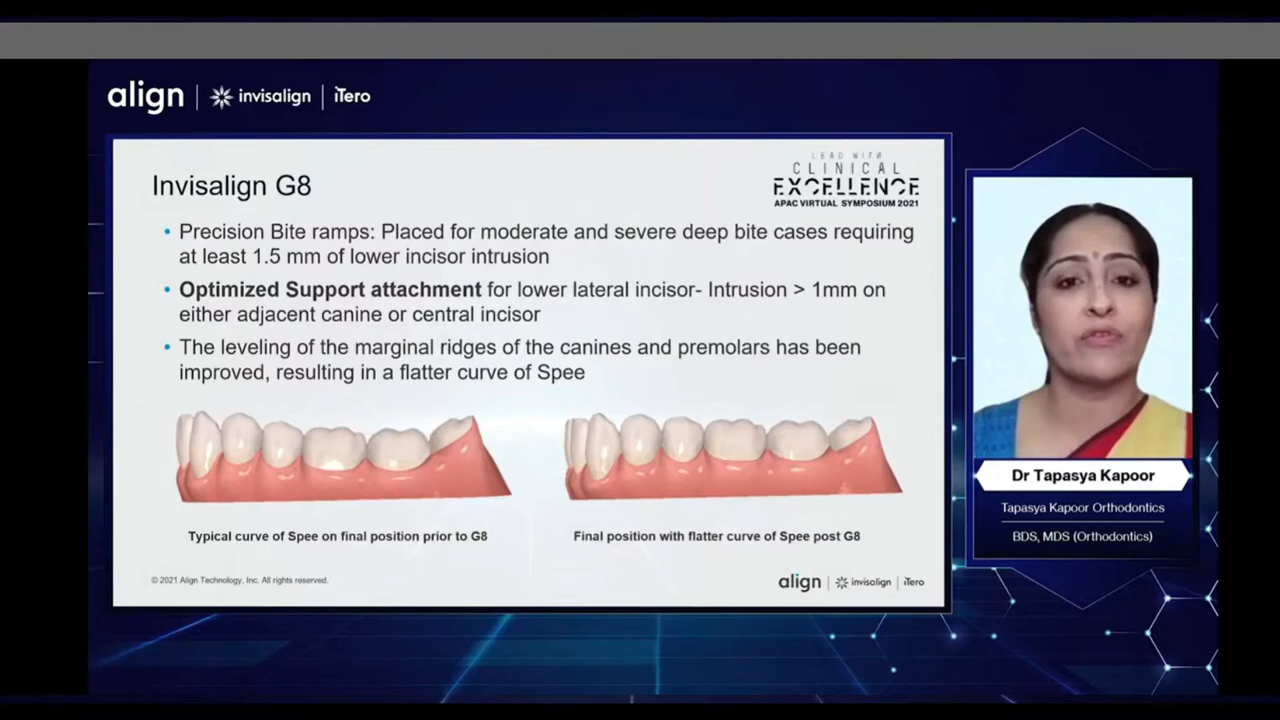 align | invisalign | iTero
Invisalign G8
LEAD WITH
CLINICAL
EXCELLENCE
APAC VIRTUAL SYMPOSIUM 2021
• Precision Bite ramps: Placed for moderate and severe deep bite cases requiring
at least 1.5 mm of lower incisor intrusion
• Optimized Support attachment for lower lateral incisor- Intrusion > 1mm on
either adjacent canine or central incisor
• The leveling of the marginal ridges of the canines and premolars has been
improved, resulting in a flatter curve of Spee
Typical curve of Spee on final position prior to G8
Final position with flatter curve of Spee post G8
© 2021 Align Technology, Inc. All rights reserved.
align | invisalign | iTero
Dr Tapasya Kapoor
Tapasya Kapoor Orthodontics
BDS, MDS (Orthodontics)